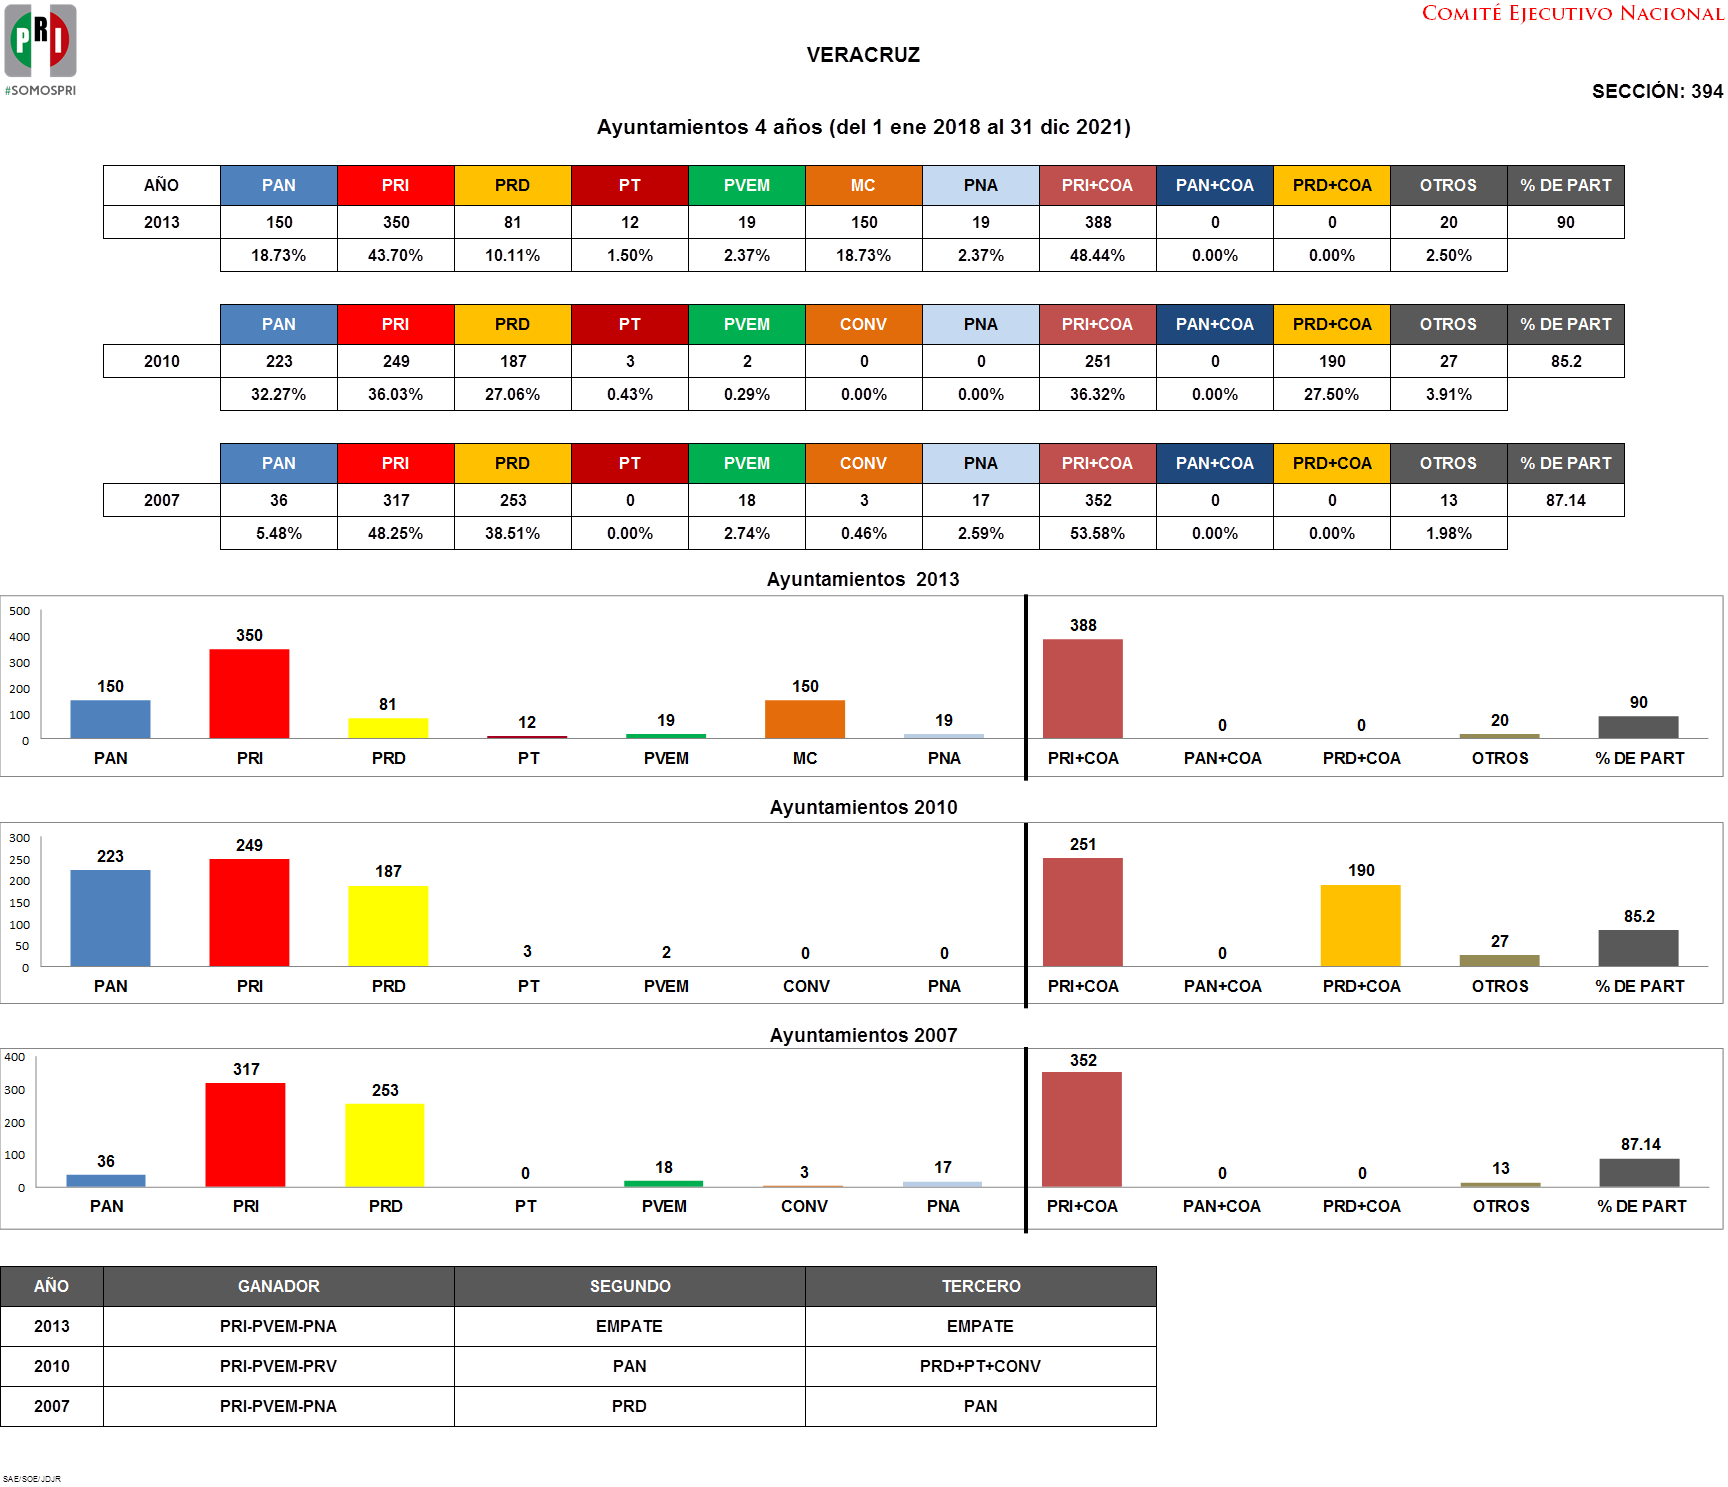 COMITÉ EJECUTIVO NACIONAL
PRI
#SOMOSPRI
VERACRUZ
SECCIÓN: 394
Ayuntamientos 4 años (del 1 ene 2018 al 31 dic 2021)
AÑO PAN PRI PRD PT PVEM MC PNA PRI+COA PAN+COA PRD+COA OTROS % DE PART
2013 150 350 81 12 19 150 19 388 0 0 20 90
18.73% 43.70% 10.11% 1.50% 2.37% 18.73% 2.37% 48.44% 0.00% 0.00% 2.50%
PAN PRI PRD PT PVEM CONV PNA PRI+COA PAN+COA PRD+COA OTROS % DE PART
2010 223 249 187 3 2 0 0 251 0 190 27 85.2
32.27% 36.03% 27.06% 0.43% 0.29% 0.00% 0.00% 36.32% 0.00% 27.50% 3.91%
PAN PRI PRD PT PVEM CONV PNA PRI+COA PAN+COA PRD+COA OTROS % DE PART
2007 36 317 253 0 18 3 17 352 0 0 13 87.14
5.48% 48.25% 38.51% 0.00% 2.74% 0.46% 2.59% 53.58% 0.00% 0.00% 1.98%
Ayuntamientos 2013
500
400
300
200
100
0
150 350 81 12 19 150 19 388 0 0 20 90
PAN PRI PRD PT PVEM MC PNA PRI+COA PAN+COA PRD+COA OTROS % DE PART
Ayuntamientos 2010
300
250
200
150
100
50
0
223 249 187 3 2 0 0 251 0 190 27 85.2
PAN PRI PRD PT PVEM CONV PNA PRI+COA PAN+COA PRD+COA OTROS % DE PART
Ayuntamientos 2007
400
300
200
100
0
36 317 253 0 18 3 17 352 0 0 13 87.14
PAN PRI PRD PT PVEM CONV PNA PRI+COA PAN+COA PRD+COA OTROS % DE PART
AÑO GANADOR SEGUNDO TERCERO
2013 PRI-PVEM-PNA EMPATE EMPATE
2010 PRI-PVEM-PRV PAN PRD+PT+CONV
2007 PRI-PVEM-PNA PRD PAN
SAE/SOE/JDJR